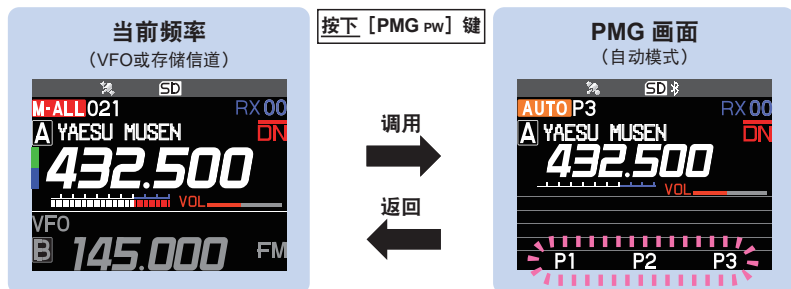 当前频率
（VFO或存储信道）
SD
M-ALL 021 RX 00
A YAESU MUSEN DN
432.500
VOL
VFO
B 145.000 FM
按下［PMG PW］键
调用
返回
PMG 画面
（自动模式）
SD
AUTO P3 RX 00
A YAESU MUSEN DN
432.500
VOL
P1 P2 P3